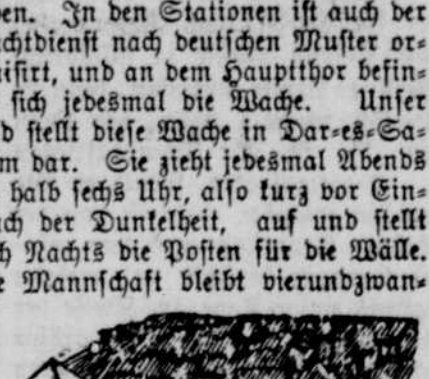 en. In den Stationen iſt auch der
chtdienſt nach deutſchen Muſter or-
iſirt, und an dem Hauptthor befin-
ſich jedesmal die Wache. Unſer
d ſtellt dieſe Wache in Dar-es-Sa-
m dar. Sie zieht jedesmal Abends
halb ſechs Uhr, alſo kurz vor Ein-
uch der Dunkelheit, auf und ſtellt
h Nachts die Poſten für die Wälle.
e Mannſchaft bleibt vierundzwan-